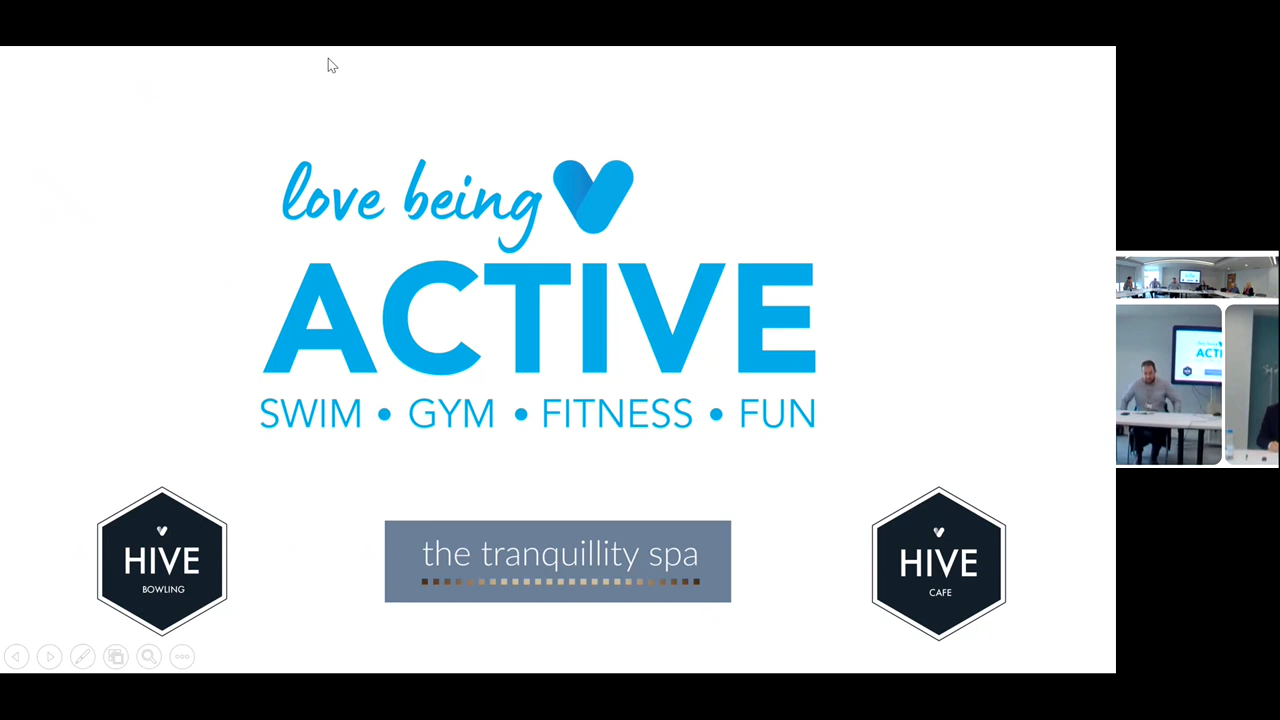 love being
ACTIVE
SWIM • GYM • FITNESS • FUN
HIVE
BOWLING
the tranquillity spa
HIVE
CAFE